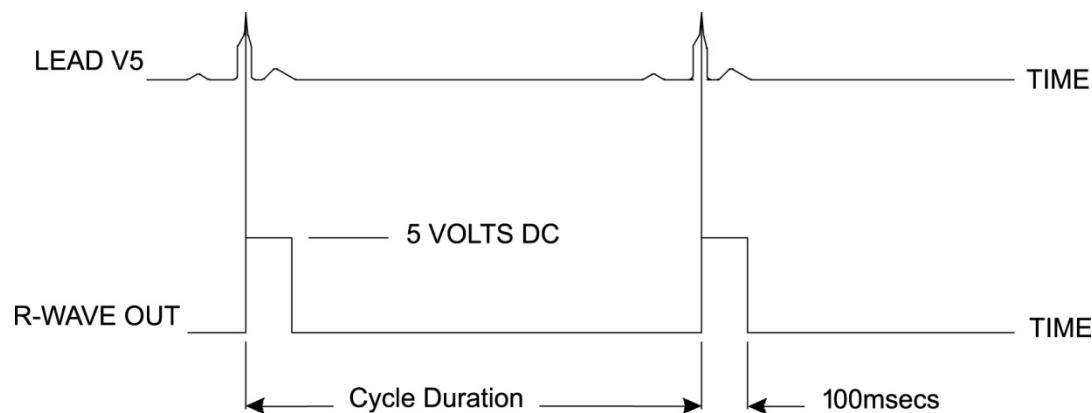 LEAD V5
TIME
5 VOLTS DC
R-WAVE OUT
TIME
Cycle Duration
100msecs